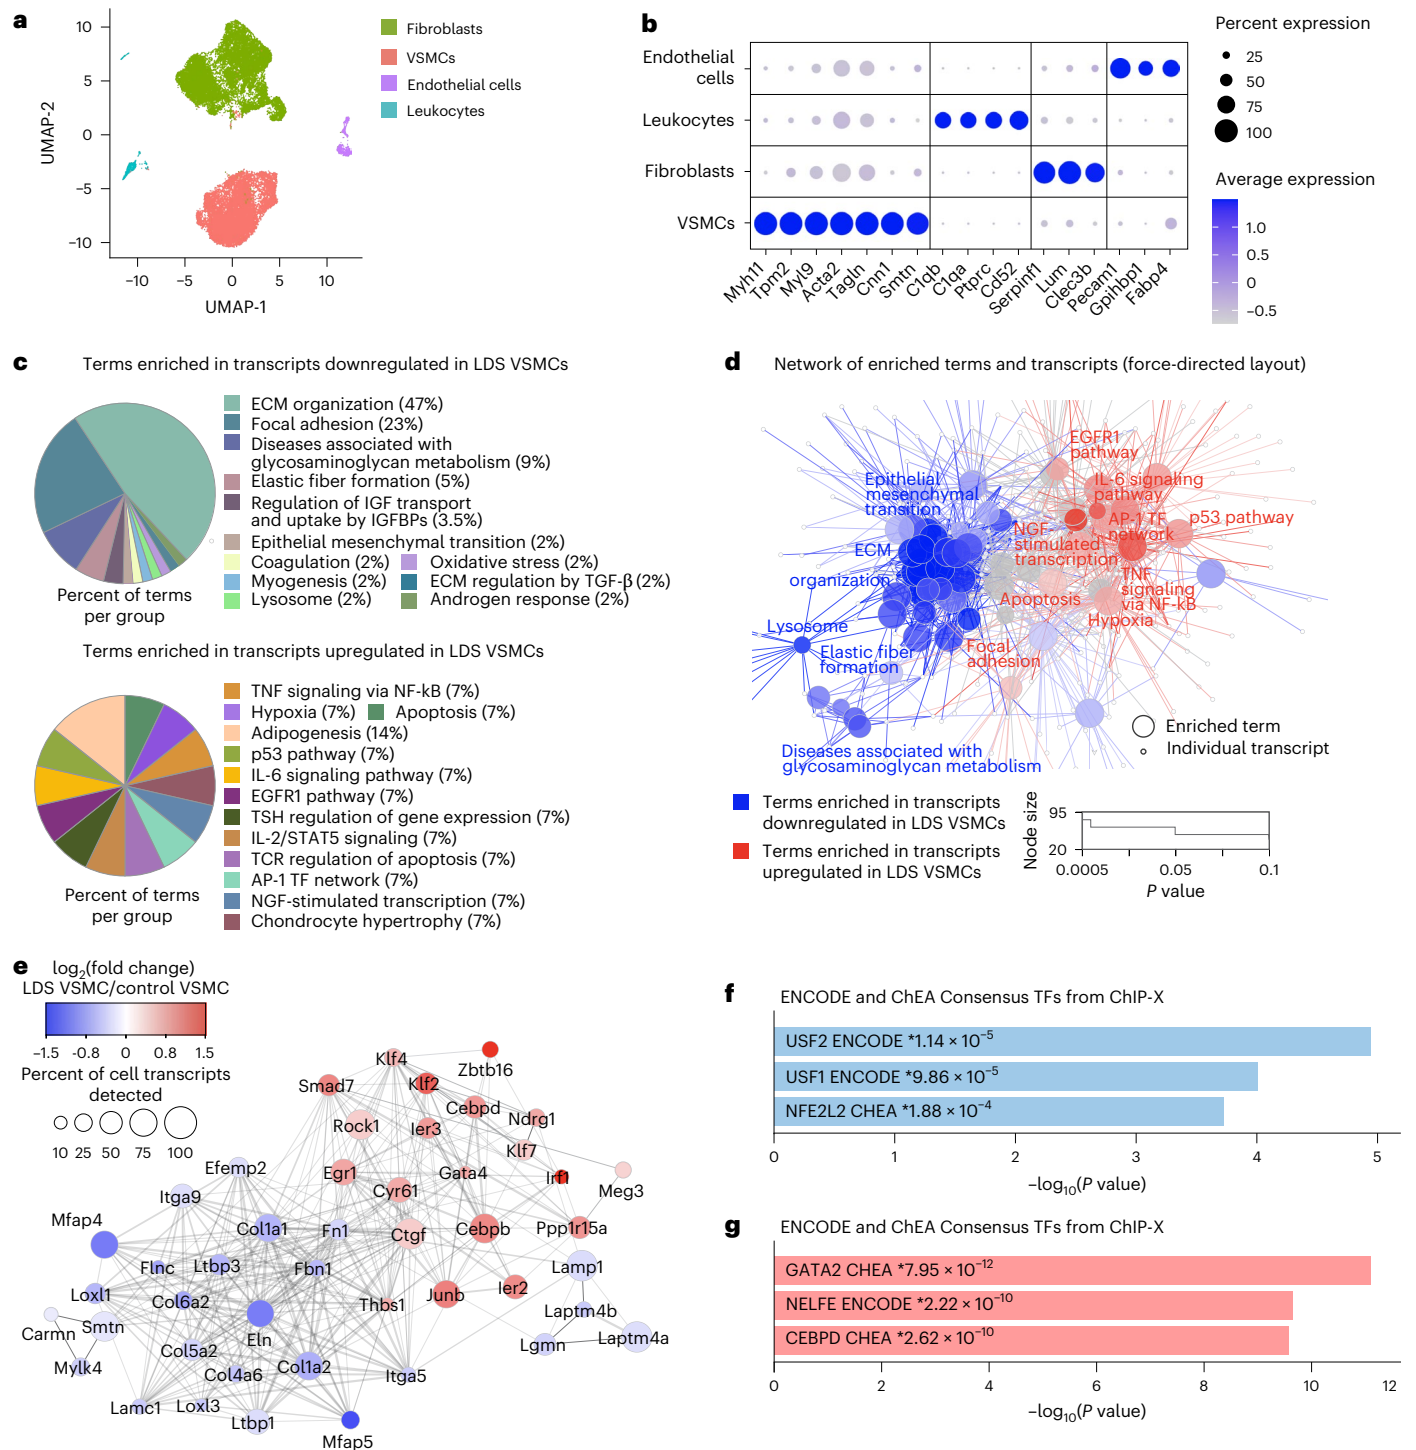 a
10
5
0
−5
−10
UMAP-2
−10
−5
0
5
10
UMAP-1
Fibroblasts
VSMCs
Endothelial cells
Leukocytes
b
Endothelial
cells
Leukocytes
Fibroblasts
VSMCs
Myh11
Tpm2
Myl9
Acta2
Tagln
Cnn1
Smtn
C1qb
C1qa
Ptprc
Cd52
Serpinf1
Lum
Clec3b
Pecam1
Gpihbp1
Fabp4
Percent expression
25
50
75
100
Average expression
1.0
0.5
0
−0.5
c
Terms enriched in transcripts downregulated in LDS VSMCs
Percent of terms
per group
ECM organization (47%)
Focal adhesion (23%)
Diseases associated with
glycosaminoglycan metabolism (9%)
Elastic fiber formation (5%)
Regulation of IGF transport
and uptake by IGFBPs (3.5%)
Epithelial mesenchymal transition (2%)
Coagulation (2%)
Oxidative stress (2%)
Myogenesis (2%)
ECM regulation by TGF-β (2%)
Lysosome (2%)
Androgen response (2%)
Terms enriched in transcripts upregulated in LDS VSMCs
Percent of terms
per group
TNF signaling via NF-kB (7%)
Hypoxia (7%)
Apoptosis (7%)
Adipogenesis (14%)
p53 pathway (7%)
IL-6 signaling pathway (7%)
EGFR1 pathway (7%)
TSH regulation of gene expression (7%)
IL-2/STAT5 signaling (7%)
TCR regulation of apoptosis (7%)
AP-1 TF network (7%)
NGF-stimulated transcription (7%)
Chondrocyte hypertrophy (7%)
d
Network of enriched terms and transcripts (force-directed layout)
EGFR1
pathway
Epithelial
mesenchymal
transition
IL-6 signaling
pathway
AP-1 TF
network
p53 pathway
NGF
stimulated
transcription
ECM
organization
TNF
signaling
via NF-kB
Apoptosis
Hypoxia
Lysosome
Elastic fiber
formation
Focal
adhesion
Diseases associated with
glycosaminoglycan metabolism
Enriched term
Individual transcript
Terms enriched in transcripts
downregulated in LDS VSMCs
Terms enriched in transcripts
upregulated in LDS VSMCs
Node size
95
20
0.0005
0.05
0.1
P value
e
log2(fold change)
LDS VSMC/control VSMC
−1.5
−0.8
0
0.8
1.5
Percent of cell transcripts
detected
10
25
50
75
100
Klf4
Zbtb16
Smad7
Klf2
Cebpd
Ndrg1
Rock1
Ier3
Klf7
Efemp2
Egr1
Gata4
Irf1
Meg3
Itga9
Cyr61
Mfap4
Col1a1
Fn1
Ctgf
Cebpb
Ppp1r15a
Flnc
Ltbp3
Fbn1
Lamp1
Loxl1
Col6a2
Thbs1
Junb
Ier2
Laptm4b
Carmn
Smtn
Eln
Lgmn
Laptm4a
Mylk4
Col5a2
Col4a6
Col1a2
Itga5
Lamc1
Loxl3
Ltbp1
Mfap5
f
ENCODE and ChEA Consensus TFs from ChIP-X
USF2 ENCODE *1.14 × 10−5
USF1 ENCODE *9.86 × 10−5
NFE2L2 CHEA *1.88 × 10−4
0
1
2
3
4
5
−log10(P value)
g
ENCODE and ChEA Consensus TFs from ChIP-X
GATA2 CHEA *7.95 × 10−12
NELFE ENCODE *2.22 × 10−10
CEBPD CHEA *2.62 × 10−10
0
2
4
6
8
10
12
−log10(P value)